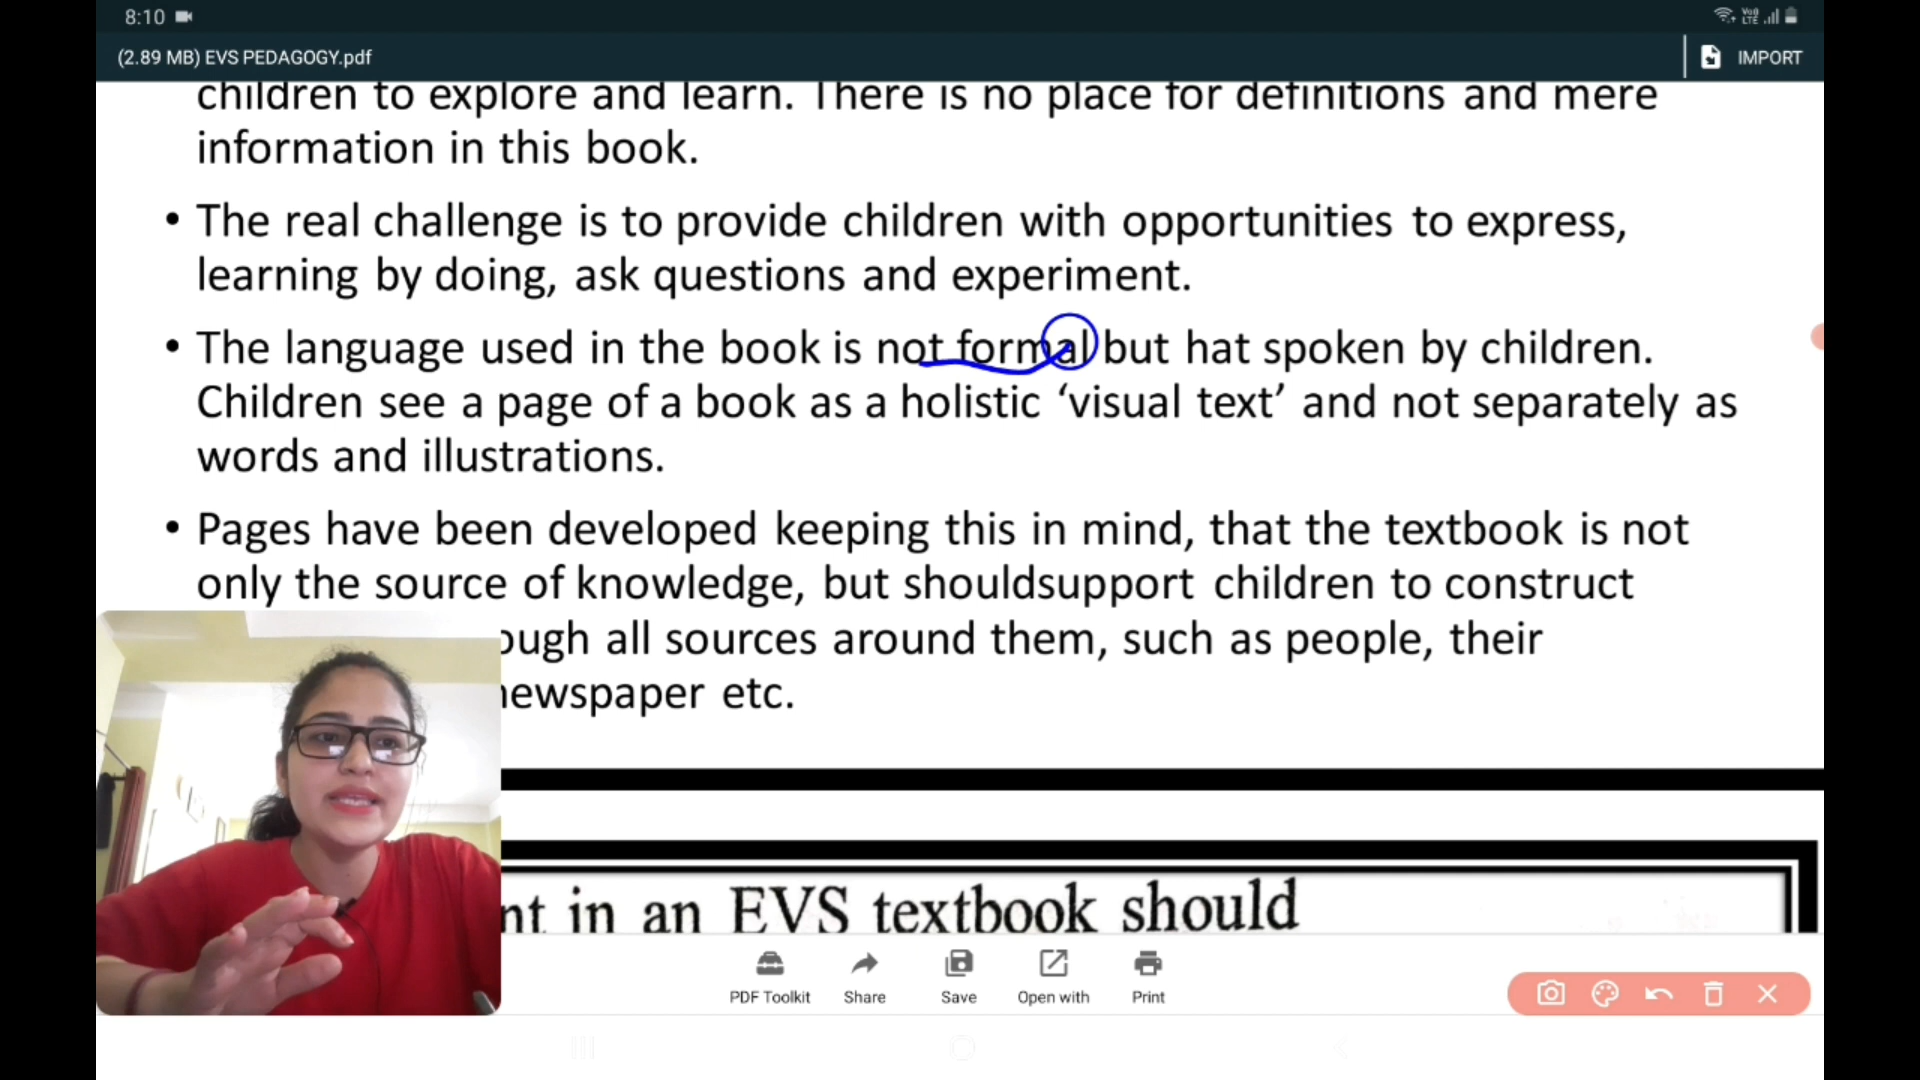 8:10
(2.89 MB) EVS PEDAGOGY.pdf
IMPORT
children to explore and learn. There is no place for definitions and mere
information in this book.
• The real challenge is to provide children with opportunities to express,
learning by doing, ask questions and experiment.
• The language used in the book is not formal but hat spoken by children.
Children see a page of a book as a holistic ‘visual text’ and not separately as
words and illustrations.
• Pages have been developed keeping this in mind, that the textbook is not
only the source of knowledge, but shouldsupport children to construct
ough all sources around them, such as people, their
ewspaper etc.
nt in an EVS textbook should
PDF Toolkit
Share
Save
Open with
Print